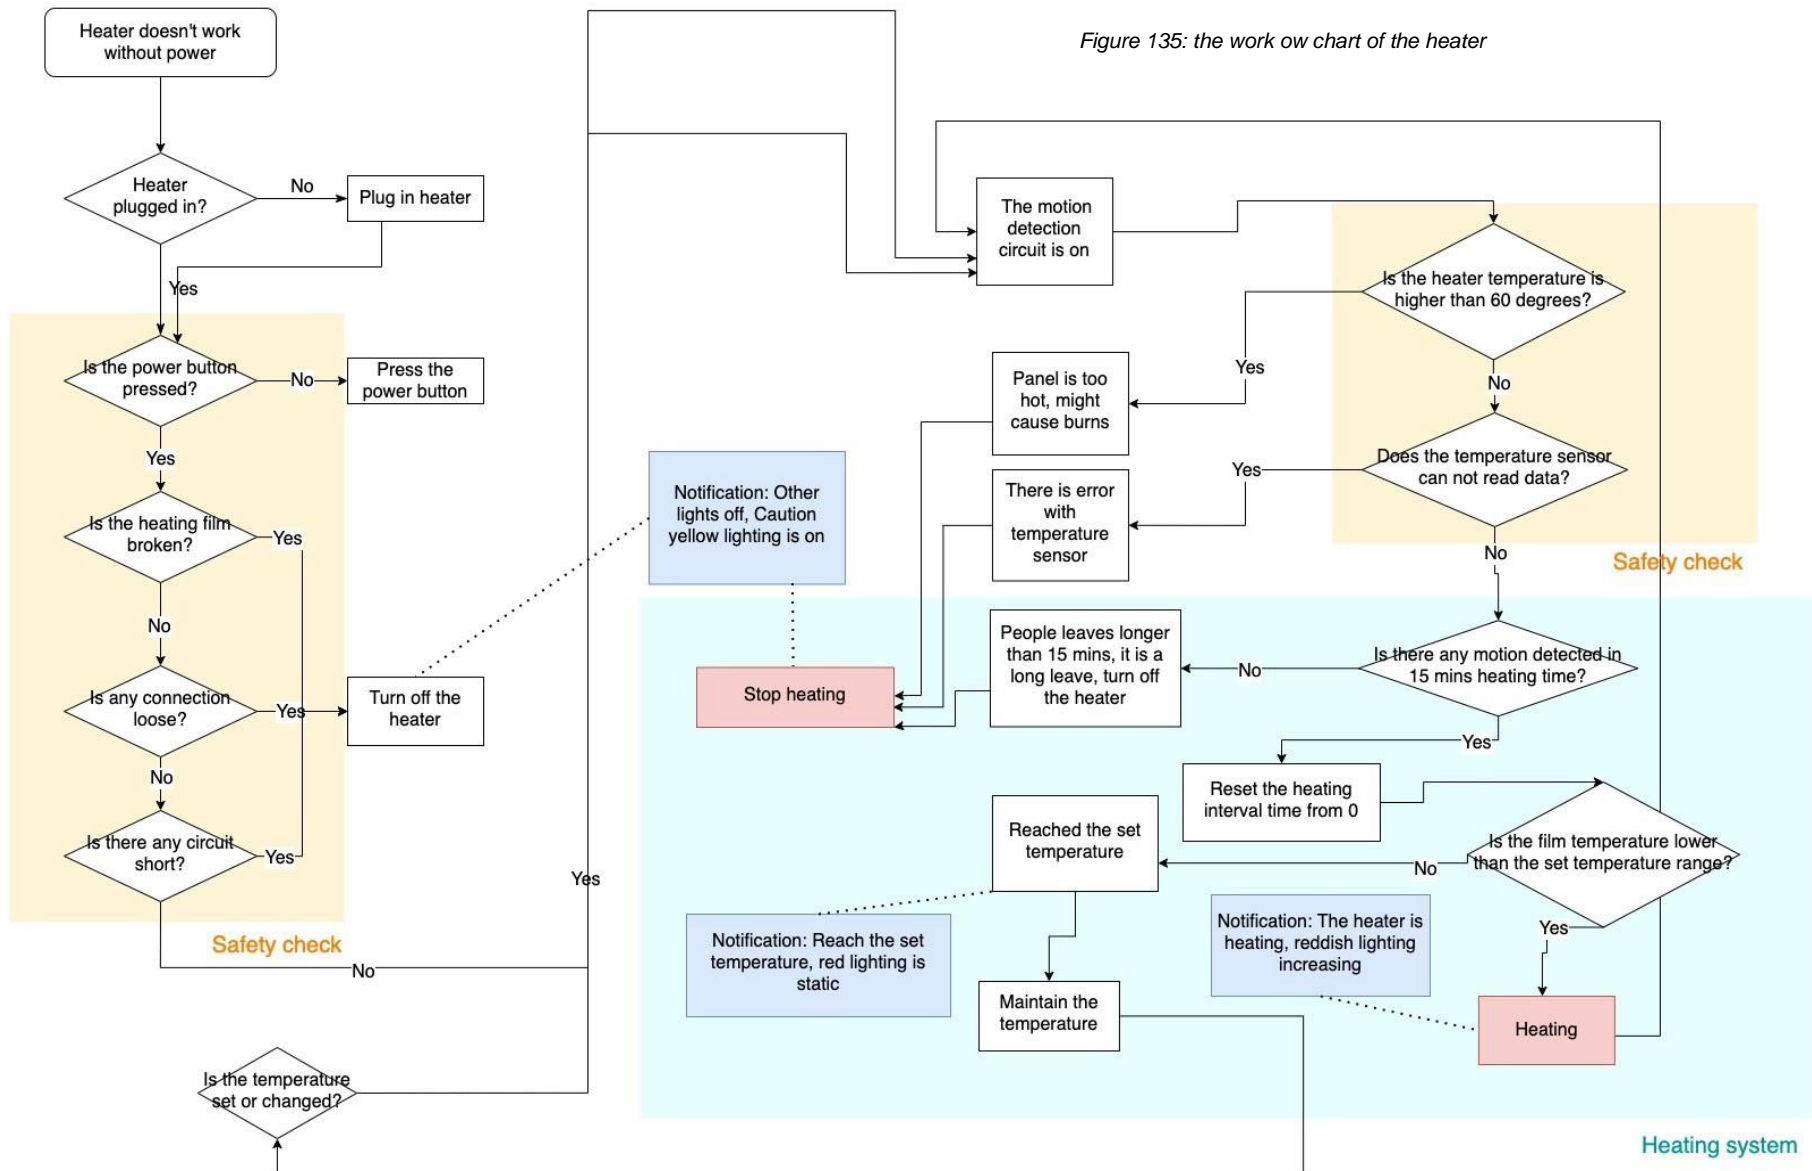 Heater doesn't work
without power
Figure 135: the work ow chart of the heater
Heater
plugged in?
No
Plug in heater
Yes
Is the power button
pressed?
No
Press the
power button
Yes
Is the heating film
broken?
Yes
No
Is any connection
loose?
Yes
Turn off the
heater
No
Is there any circuit
short?
Yes
Safety check
No
Yes
Is the temperature
set or changed?
The motion
detection
circuit is on
Is the heater temperature is
higher than 60 degrees?
Yes
Panel is too
hot, might
cause burns
No
Does the temperature sensor
can not read data?
Yes
There is error
with
temperature
sensor
No
Safety check
Notification: Other
lights off, Caution
yellow lighting is on
Stop heating
People leaves longer
than 15 mins, it is a
long leave, turn off
the heater
No
Is there any motion detected in
15 mins heating time?
Yes
Reset the heating
interval time from 0
Is the film temperature lower
than the set temperature range?
No
Reached the set
temperature
Notification: Reach the set
temperature, red lighting is
static
Maintain the
temperature
Yes
Notification: The heater is
heating, reddish lighting
increasing
Heating
Heating system